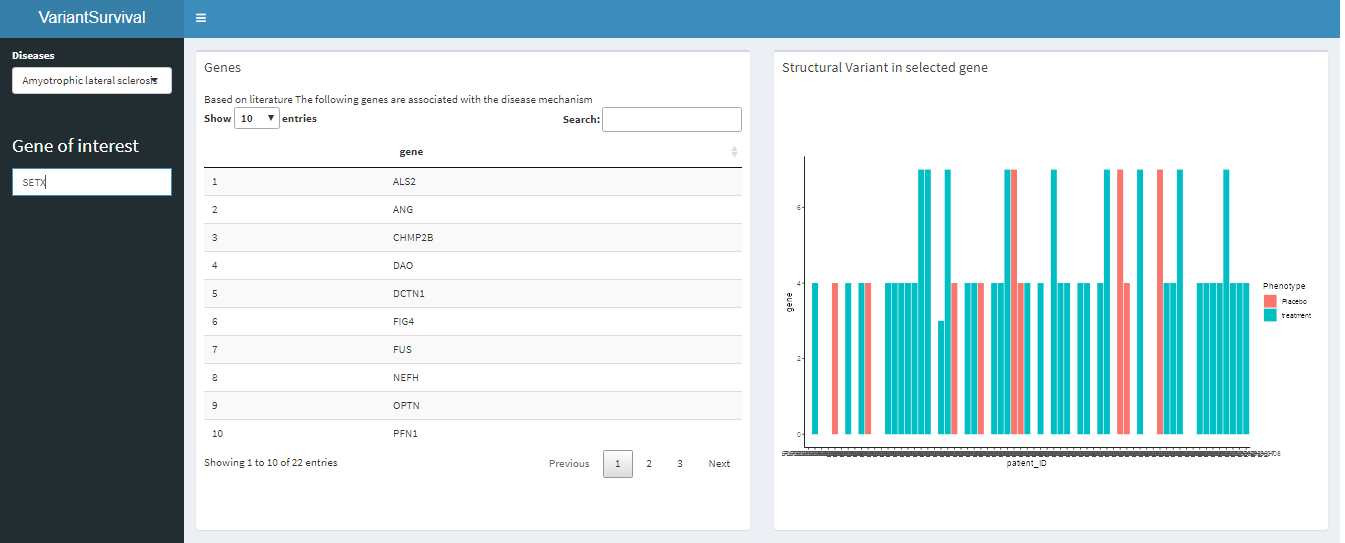 VariantSurvival
Diseases
Amyotrophic lateral sclerosis
Gene of interest
SETX
Genes
Based on literature The following genes are associated with the disease mechanism
Show 10 entries
Search:
gene
1 ALS2
2 ANG
3 CHMP2B
4 DAO
5 DCTN1
6 FIG4
7 FUS
8 NEFH
9 OPTN
10 PFN1
Showing 1 to 10 of 22 entries
Previous 1 2 3 Next
Structural Variant in selected gene
6
4
2
0
gene
patient_ID
Phenotype
Placebo
treatment